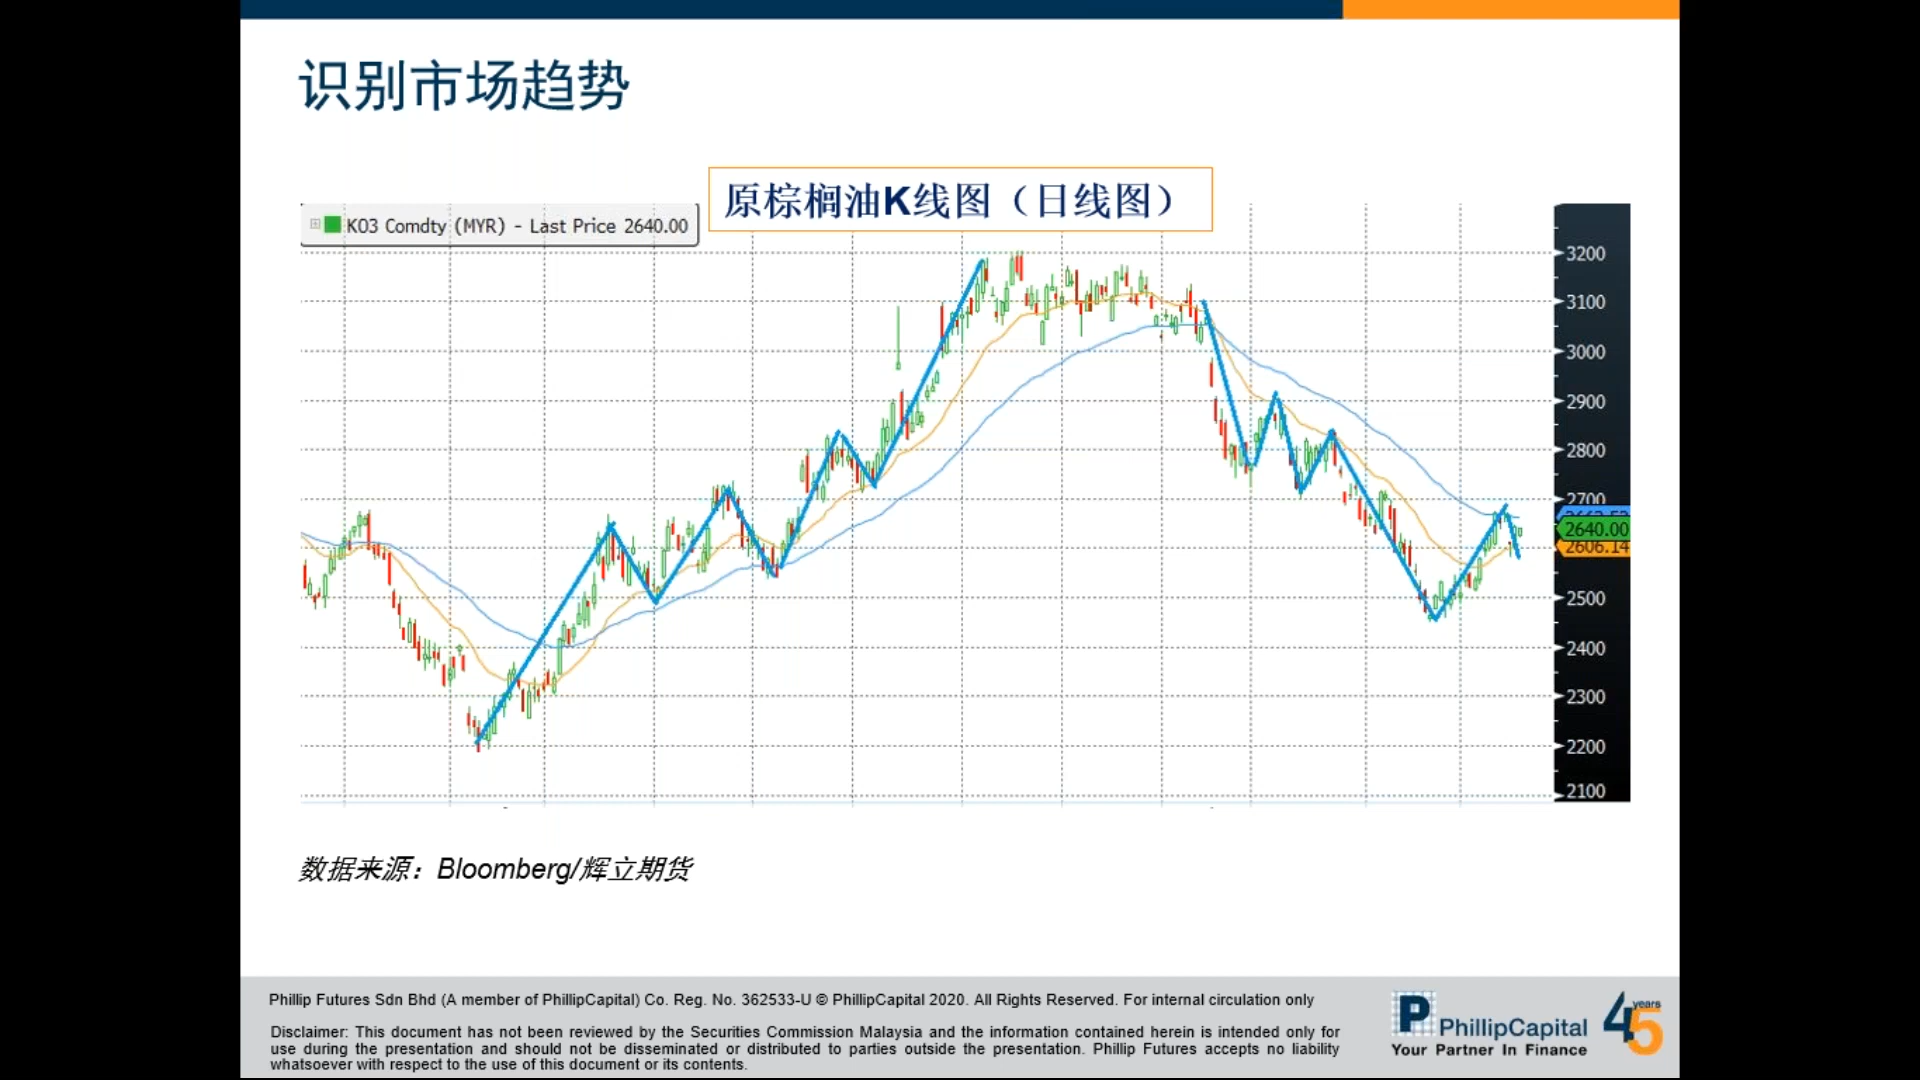 识别市场趋势
原棕榈油K线图（日线图）
KO3 Comdty (MYR) - Last Price 2640.00
3200
3100
3000
2900
2800
2700
2640.00
2606.14
2500
2400
2300
2200
2100
数据来源：Bloomberg/辉立期货
Phillip Futures Sdn Bhd (A member of PhillipCapital) Co. Reg. No. 362533-U © PhillipCapital 2020. All Rights Reserved. For internal circulation only
Disclaimer: This document has not been reviewed by the Securities Commission Malaysia and the information contained herein is intended only for
use during the presentation and should not be disseminated or distributed to parties outside the presentation. Phillip Futures accepts no liability
whatsoever with respect to the use of this document or its contents.
P PhillipCapital
Your Partner In Finance
45 years